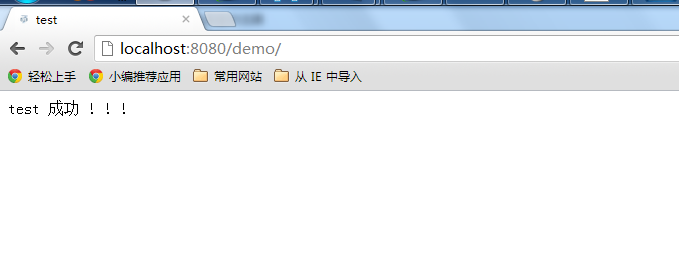 test
localhost:8080/demo/
轻松上手 小编推荐应用 常用网站 从 IE 中导入
test 成功 ！！！